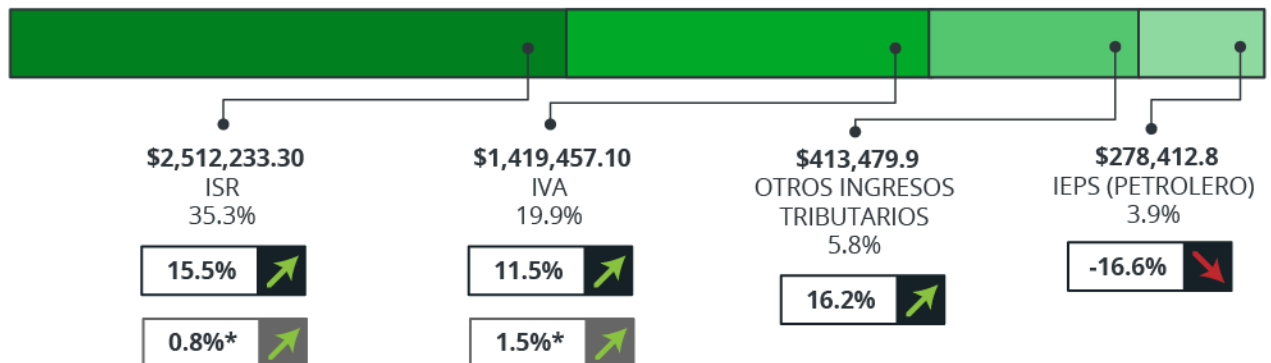 $2,512,233.30
ISR
35.3%
15.5%
0.8%*
$1,419,457.10
IVA
19.9%
11.5%
1.5%*
$413,479.9
OTROS INGRESOS
TRIBUTARIOS
5.8%
16.2%
$278,412.8
IEPS (PETROLERO)
3.9%
-16.6%